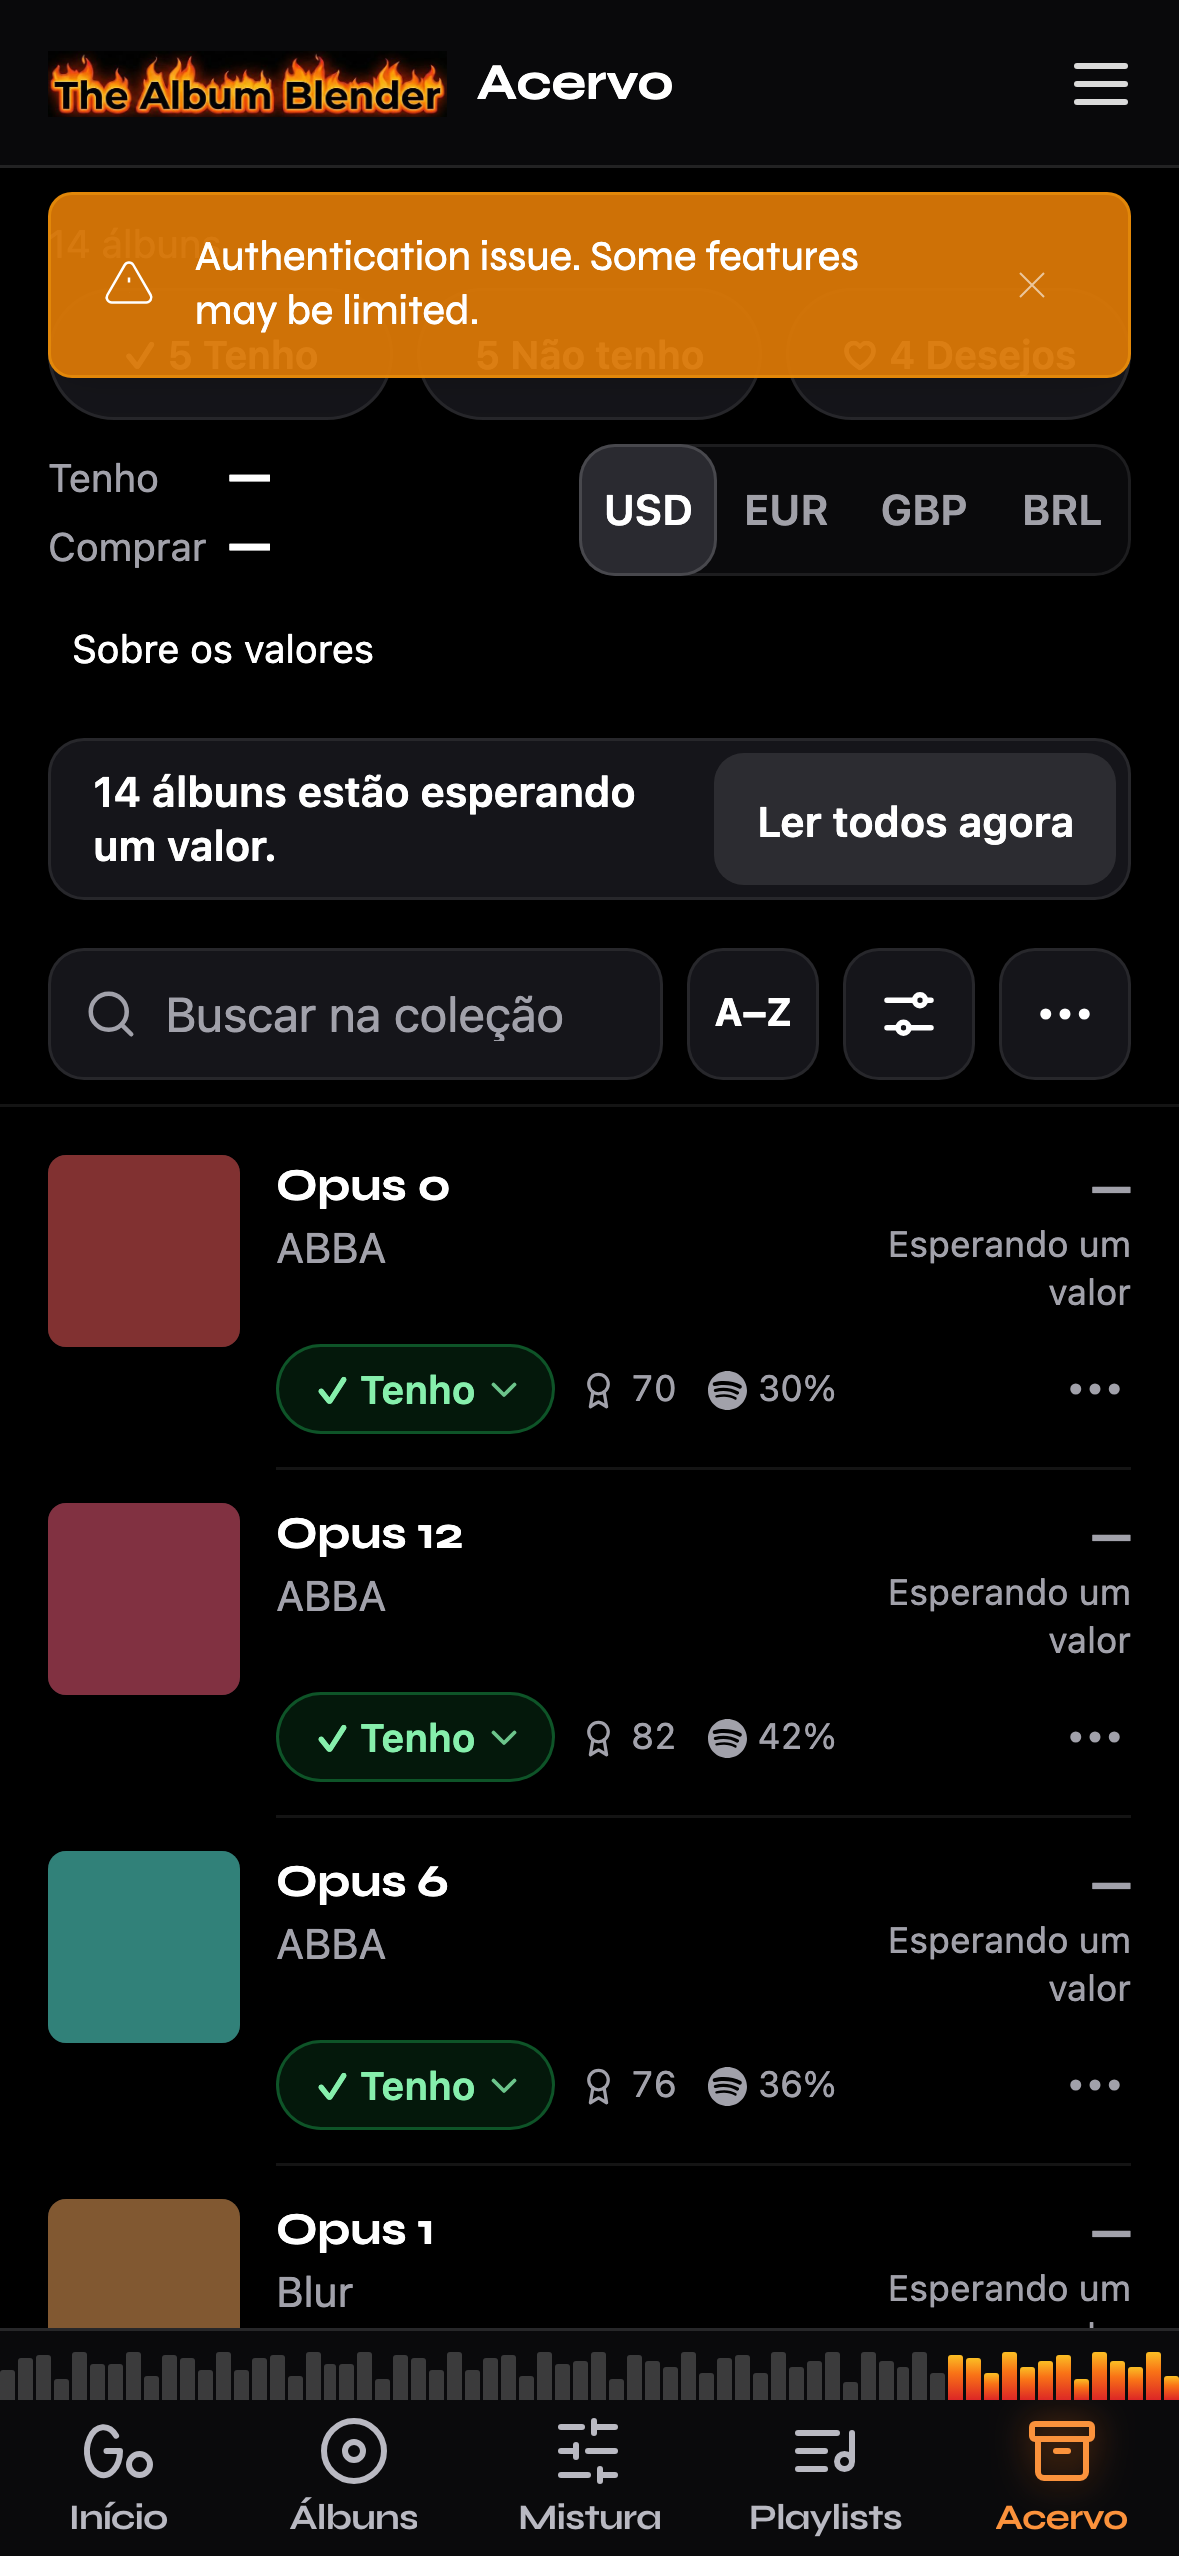 The Album Blender Acervo
14 álbuns
Authentication issue. Some features
may be limited.
5 Tenho 5 Não tenho 4 Desejos
Tenho —
Comprar —
USD EUR GBP BRL
Sobre os valores
14 álbuns estão esperando
um valor.
Ler todos agora
Buscar na coleção
A–Z
Opus 0
—
ABBA
Esperando um
valor
Tenho 70 30%
Opus 12
—
ABBA
Esperando um
valor
Tenho 82 42%
Opus 6
—
ABBA
Esperando um
valor
Tenho 76 36%
Opus 1
—
Blur
Esperando um
Início Álbuns Mistura Playlists Acervo